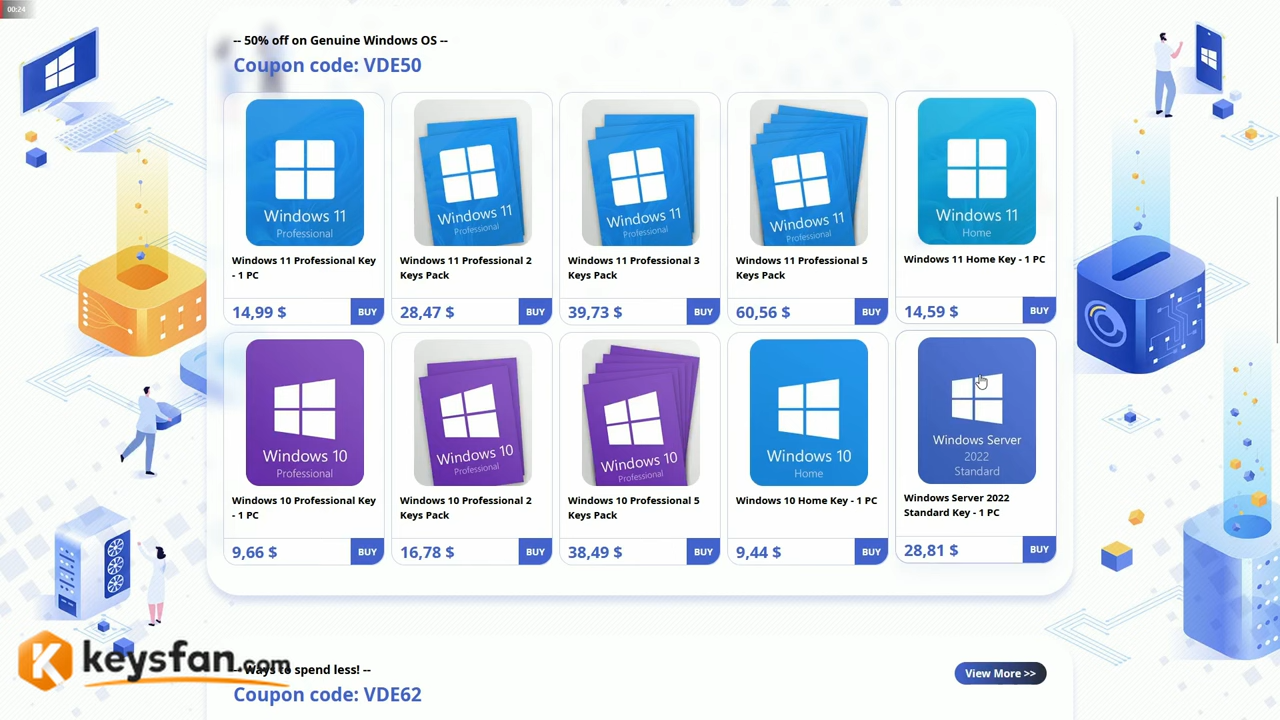 00:24
-- 50% off on Genuine Windows OS --
Coupon code: VDE50
Windows 11
Professional
Windows 11
Professional
Windows 11
Professional
Windows 11
Professional
Windows 11
Home
Windows 11 Professional Key
- 1 PC
Windows 11 Professional 2
Keys Pack
Windows 11 Professional 3
Keys Pack
Windows 11 Professional 5
Keys Pack
Windows 11 Home Key - 1 PC
14,99 $ BUY
28,47 $ BUY
39,73 $ BUY
60,56 $ BUY
14,59 $ BUY
Windows 10
Professional
Windows 10
Professional
Windows 10
Professional
Windows 10
Home
Windows Server
2022
Standard
Windows 10 Professional Key
- 1 PC
Windows 10 Professional 2
Keys Pack
Windows 10 Professional 5
Keys Pack
Windows 10 Home Key - 1 PC
Windows Server 2022
Standard Key - 1 PC
9,66 $ BUY
16,78 $ BUY
38,49 $ BUY
9,44 $ BUY
28,81 $ BUY
keysfan.com
ways to spend less! --
View More >>
Coupon code: VDE62